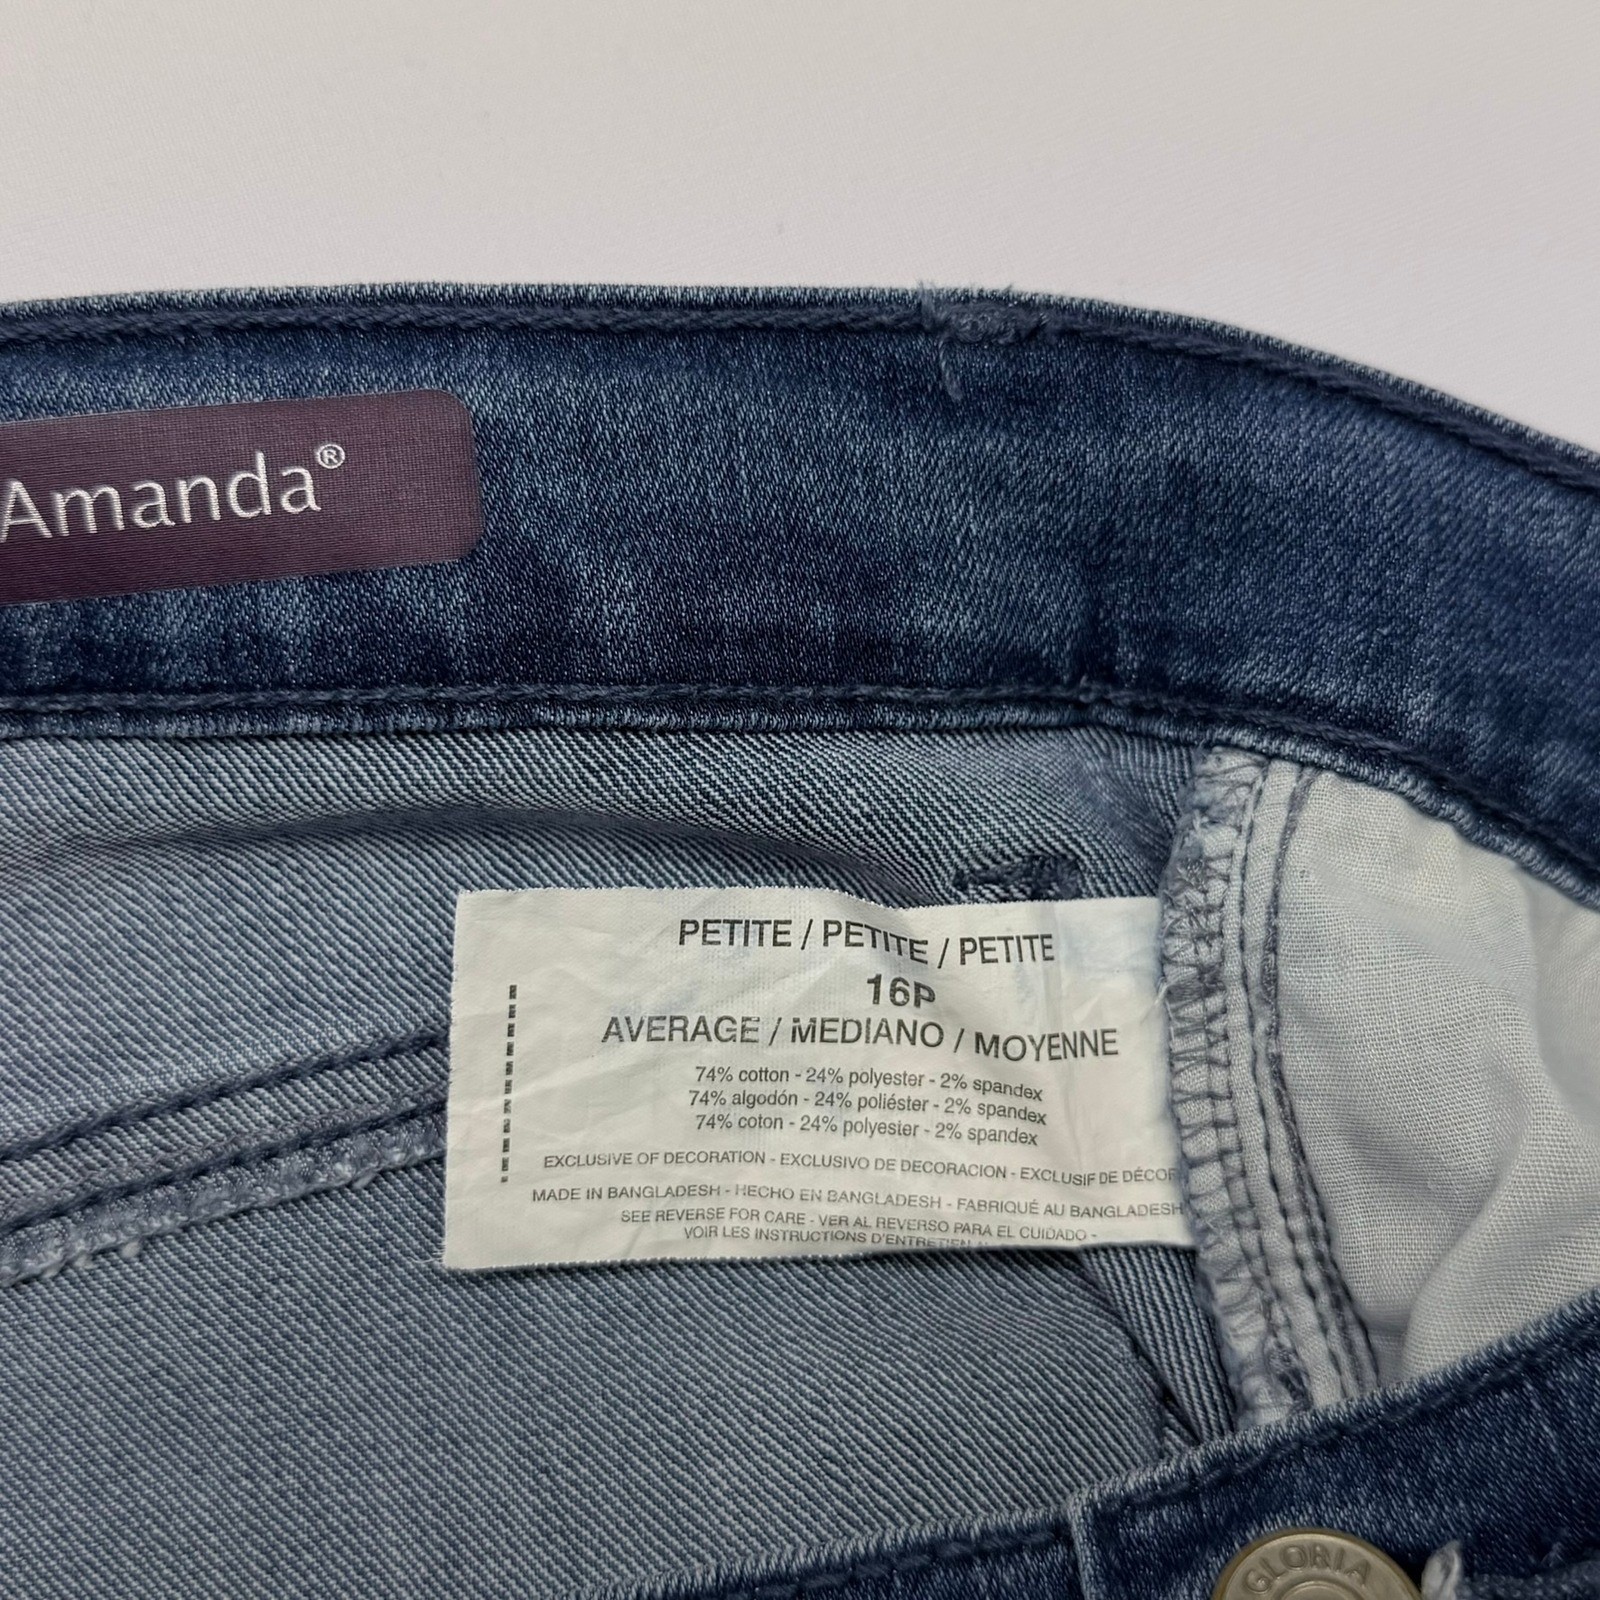 Amanda®
PETITE / PETITE / PETITE
16P
AVERAGE / MEDIANO / MOYENNE
74% cotton - 24% polyester - 2% spandex
74% algodón - 24% poliéster - 2% spandex
74% coton - 24% polyester - 2% spandex
EXCLUSIVE OF DECORATION - EXCLUSIVO DE DECORACION - EXCLUSIF DE DÉCOR
MADE IN BANGLADESH - HECHO EN BANGLADESH - FABRIQUÉ AU BANGLADESH
SEE REVERSE FOR CARE - VER AL REVERSO PARA EL CUIDADO -
VOIR LES INSTRUCTIONS D'ENTRETIEN
GLORIA